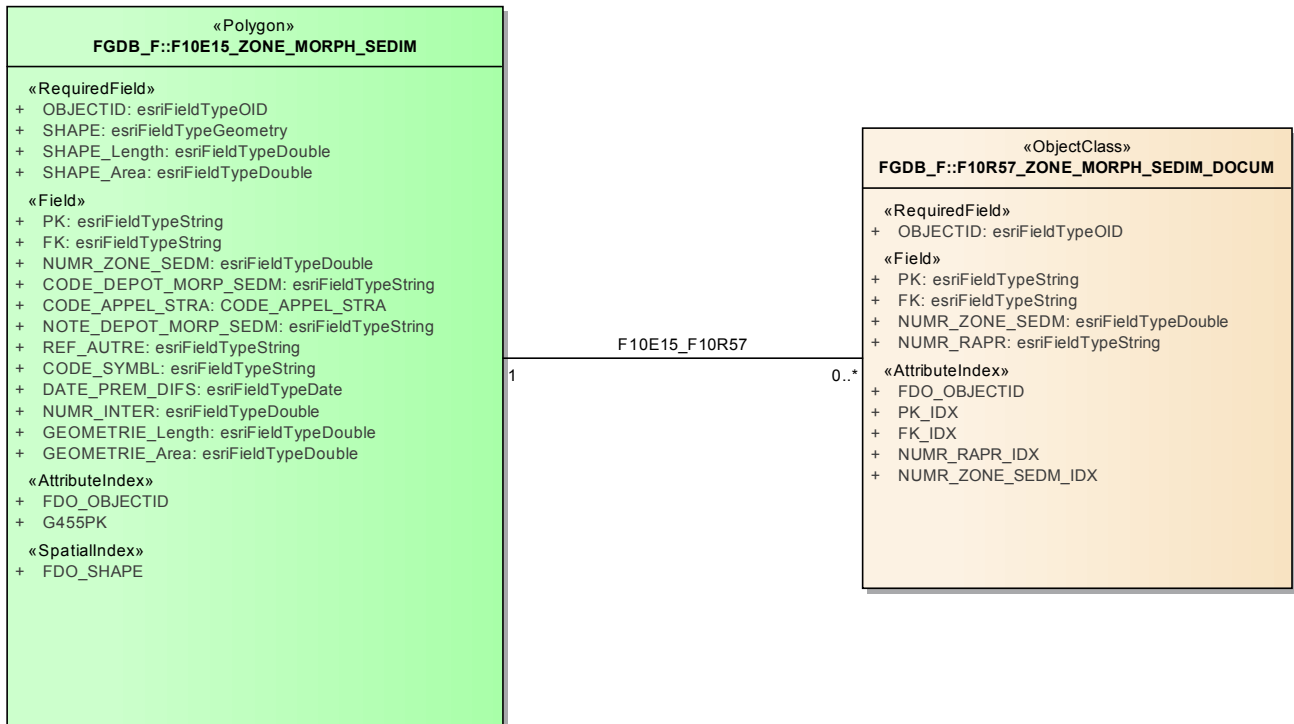 «Polygon»
FGDB_F::F10E15_ZONE_MORPH_SEDIM
«RequiredField»
+ OBJECTID: esriFieldTypeOID
+ SHAPE: esriFieldTypeGeometry
+ SHAPE_Length: esriFieldTypeDouble
+ SHAPE_Area: esriFieldTypeDouble
«Field»
+ PK: esriFieldTypeString
+ FK: esriFieldTypeString
+ NUMR_ZONE_SEDM: esriFieldTypeDouble
+ CODE_DEPOT_MORP_SEDM: esriFieldTypeString
+ CODE_APPEL_STRA: CODE_APPEL_STRA
+ NOTE_DEPOT_MORP_SEDM: esriFieldTypeString
+ REF_AUTRE: esriFieldTypeString
+ CODE_SYMBL: esriFieldTypeString
+ DATE_PREM_DIFS: esriFieldTypeDate
+ NUMR_INTER: esriFieldTypeDouble
+ GEOMETRIE_Length: esriFieldTypeDouble
+ GEOMETRIE_Area: esriFieldTypeDouble
«AttributeIndex»
+ FDO_OBJECTID
+ G455PK
«SpatialIndex»
+ FDO_SHAPE
F10E15_F10R57
1
0..*
«ObjectClass»
FGDB_F::F10R57_ZONE_MORPH_SEDIM_DOCUM
«RequiredField»
+ OBJECTID: esriFieldTypeOID
«Field»
+ PK: esriFieldTypeString
+ FK: esriFieldTypeString
+ NUMR_ZONE_SEDM: esriFieldTypeDouble
+ NUMR_RAPR: esriFieldTypeString
«AttributeIndex»
+ FDO_OBJECTID
+ PK_IDX
+ FK_IDX
+ NUMR_RAPR_IDX
+ NUMR_ZONE_SEDM_IDX